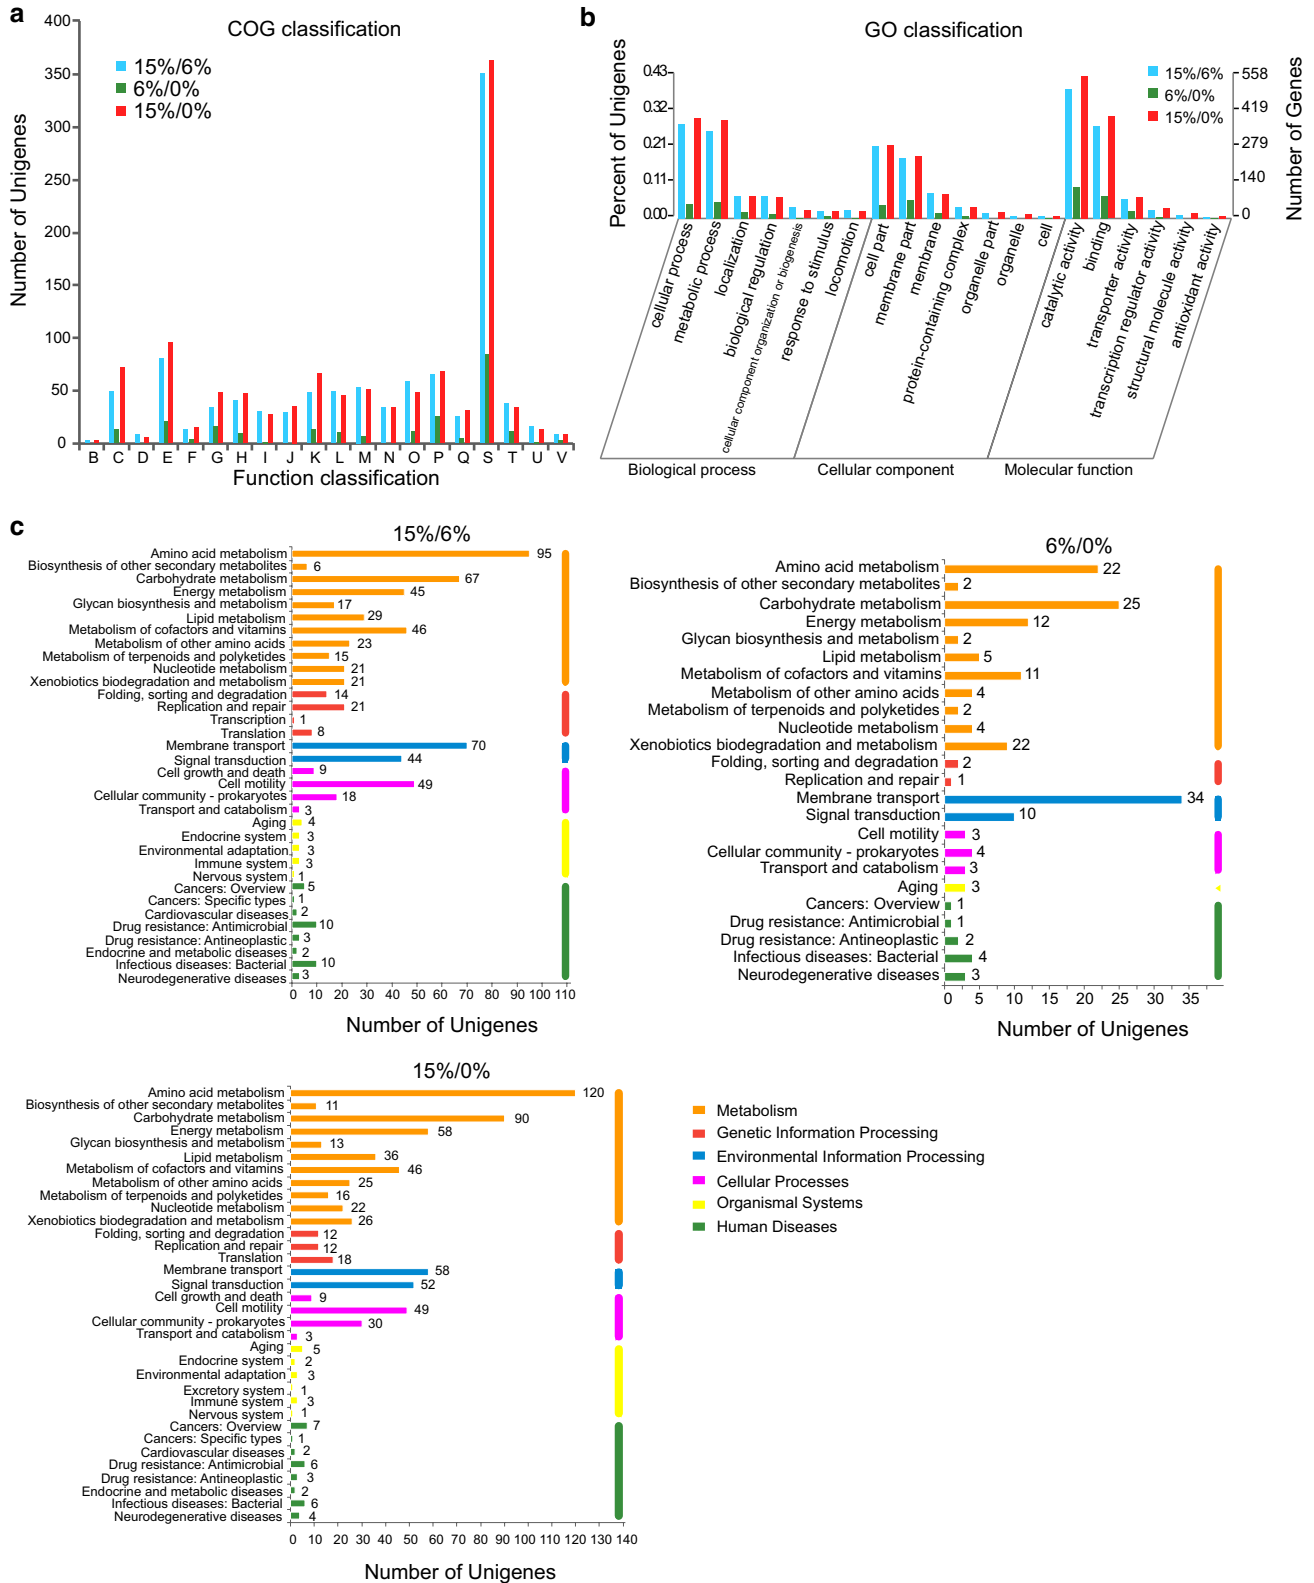 a
COG classification
Number of Unigenes
400
350
300
250
200
150
100
50
0
15%/6%
6%/0%
15%/0%
B C D E F G H I J K L M N O P Q S T U V
Function classification
b
GO classification
Percent of Unigenes
0.43
0.32
0.21
0.11
0.00
15%/6%
6%/0%
15%/0%
558
419
279
140
0
Number of Genes
cellular process
metabolic process
localization
biological regulation
cellular component organization or biogenesis
response to stimulus
locomotion
cell part
membrane part
membrane
protein-containing complex
organelle part
organelle
cell
catalytic activity
binding
transporter activity
transcription regulator activity
structural molecule activity
antioxidant activity
Biological process
Cellular component
Molecular function
c
15%/6%
Amino acid metabolism 95
Biosynthesis of other secondary metabolites 6
Carbohydrate metabolism 67
Energy metabolism 45
Glycan biosynthesis and metabolism 17
Lipid metabolism 29
Metabolism of cofactors and vitamins 46
Metabolism of other amino acids 23
Metabolism of terpenoids and polyketides 15
Nucleotide metabolism 21
Xenobiotics biodegradation and metabolism 21
Folding, sorting and degradation 14
Replication and repair 21
Transcription 1
Translation 8
Membrane transport 70
Signal transduction 44
Cell growth and death 9
Cell motility 49
Cellular community - prokaryotes 18
Transport and catabolism 3
Aging 4
Endocrine system 3
Environmental adaptation 3
Immune system 3
Nervous system 1
Cancers: Overview 5
Cancers: Specific types 1
Cardiovascular diseases 2
Drug resistance: Antimicrobial 10
Drug resistance: Antineoplastic 3
Endocrine and metabolic diseases 2
Infectious diseases: Bacterial 10
Neurodegenerative diseases 3
0 10 20 30 40 50 60 70 80 90 100 110
Number of Unigenes
6%/0%
Amino acid metabolism 22
Biosynthesis of other secondary metabolites 2
Carbohydrate metabolism 25
Energy metabolism 12
Glycan biosynthesis and metabolism 2
Lipid metabolism 5
Metabolism of cofactors and vitamins 11
Metabolism of other amino acids 4
Metabolism of terpenoids and polyketides 2
Nucleotide metabolism 4
Xenobiotics biodegradation and metabolism 22
Folding, sorting and degradation 2
Replication and repair 1
Membrane transport 34
Signal transduction 10
Cell motility 3
Cellular community - prokaryotes 4
Transport and catabolism 3
Aging 3
Cancers: Overview 1
Drug resistance: Antimicrobial 1
Drug resistance: Antineoplastic 2
Infectious diseases: Bacterial 4
Neurodegenerative diseases 3
0 5 10 15 20 25 30 35
Number of Unigenes
15%/0%
Amino acid metabolism 120
Biosynthesis of other secondary metabolites 11
Carbohydrate metabolism 90
Energy metabolism 58
Glycan biosynthesis and metabolism 13
Lipid metabolism 36
Metabolism of cofactors and vitamins 46
Metabolism of other amino acids 25
Metabolism of terpenoids and polyketides 16
Nucleotide metabolism 22
Xenobiotics biodegradation and metabolism 26
Folding, sorting and degradation 12
Replication and repair 12
Translation 18
Membrane transport 58
Signal transduction 52
Cell growth and death 9
Cell motility 49
Cellular community - prokaryotes 30
Transport and catabolism 3
Aging 5
Endocrine system 2
Environmental adaptation 3
Excretory system 1
Immune system 3
Nervous system 1
Cancers: Overview 7
Cancers: Specific types 1
Cardiovascular diseases 2
Drug resistance: Antimicrobial 6
Drug resistance: Antineoplastic 3
Endocrine and metabolic diseases 2
Infectious diseases: Bacterial 6
Neurodegenerative diseases 4
0 10 20 30 40 50 60 70 80 90 100 110 120 130 140
Number of Unigenes
Metabolism
Genetic Information Processing
Environmental Information Processing
Cellular Processes
Organismal Systems
Human Diseases